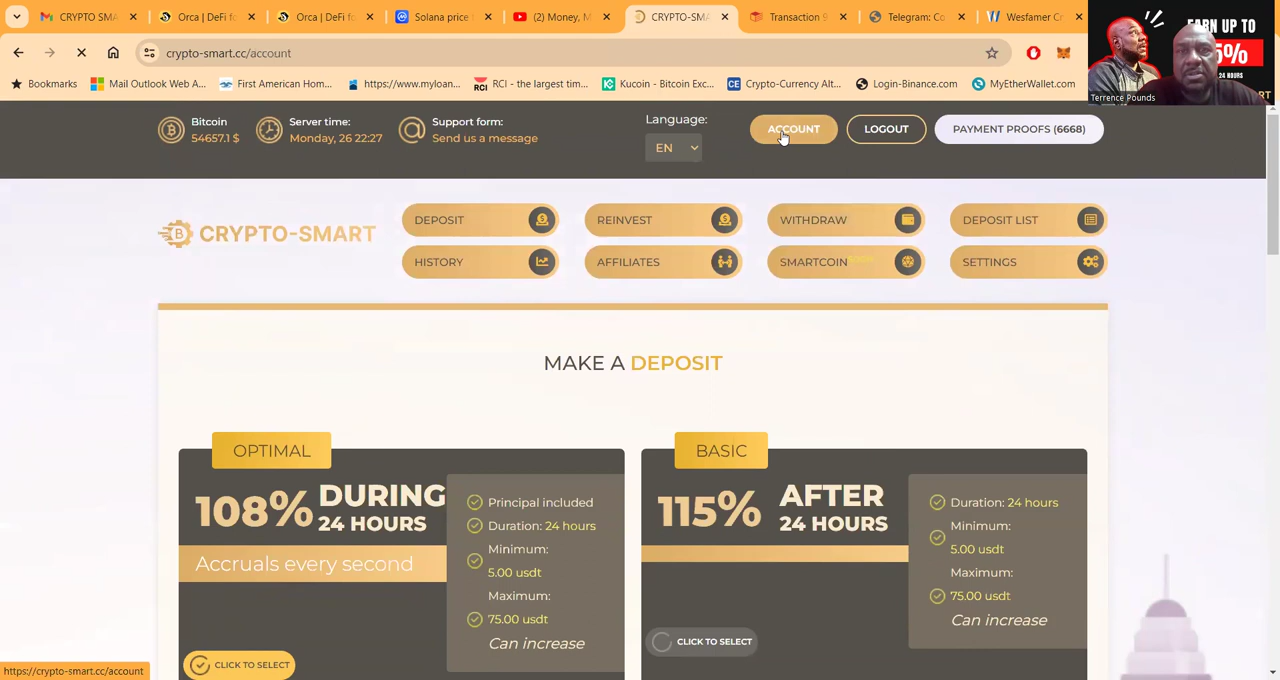 CRYPTO SMA
Orca | DeFi fo
Orca | DeFi fo
Solana price
(2) Money, M
CRYPTO-SMA
Transaction 9
Telegram: Co
Wesfamer Cr
EARN UP TO
5%
24 HOURS
Terrence Pounds
crypto-smart.cc/account
Bookmarks
Mail Outlook Web A...
First American Hom...
https://www.myloan...
RCI - the largest tim...
Kucoin - Bitcoin Exc...
Crypto-Currency Alt...
Login-Binance.com
MyEtherWallet.com
Bitcoin
54657.1 $
Server time:
Monday, 26 22:27
Support form:
Send us a message
Language:
EN
ACCOUNT
LOGOUT
PAYMENT PROOFS (6668)
CRYPTO-SMART
DEPOSIT
REINVEST
WITHDRAW
DEPOSIT LIST
HISTORY
AFFILIATES
SMARTCOIN
SETTINGS
MAKE A DEPOSIT
OPTIMAL
108% DURING
24 HOURS
Accruals every second
Principal included
Duration: 24 hours
Minimum:
5.00 usdt
Maximum:
75.00 usdt
Can increase
CLICK TO SELECT
BASIC
115% AFTER
24 HOURS
Duration: 24 hours
Minimum:
5.00 usdt
Maximum:
75.00 usdt
Can increase
CLICK TO SELECT
https://crypto-smart.cc/account